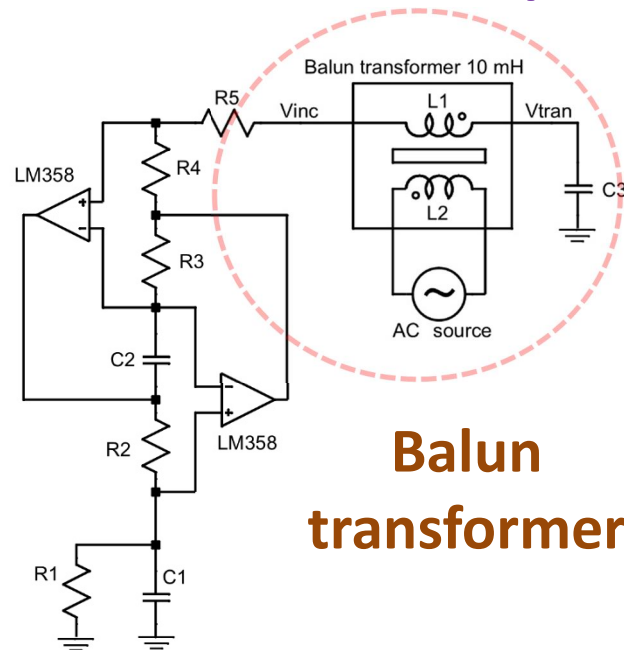 Balun transformer 10 mH
R5
Vinc
L1
Vtran
R4
LM358
+
-
C3
L2
R3
AC source
C2
-
+
LM358
R2
Balun
transformer
R1
C1